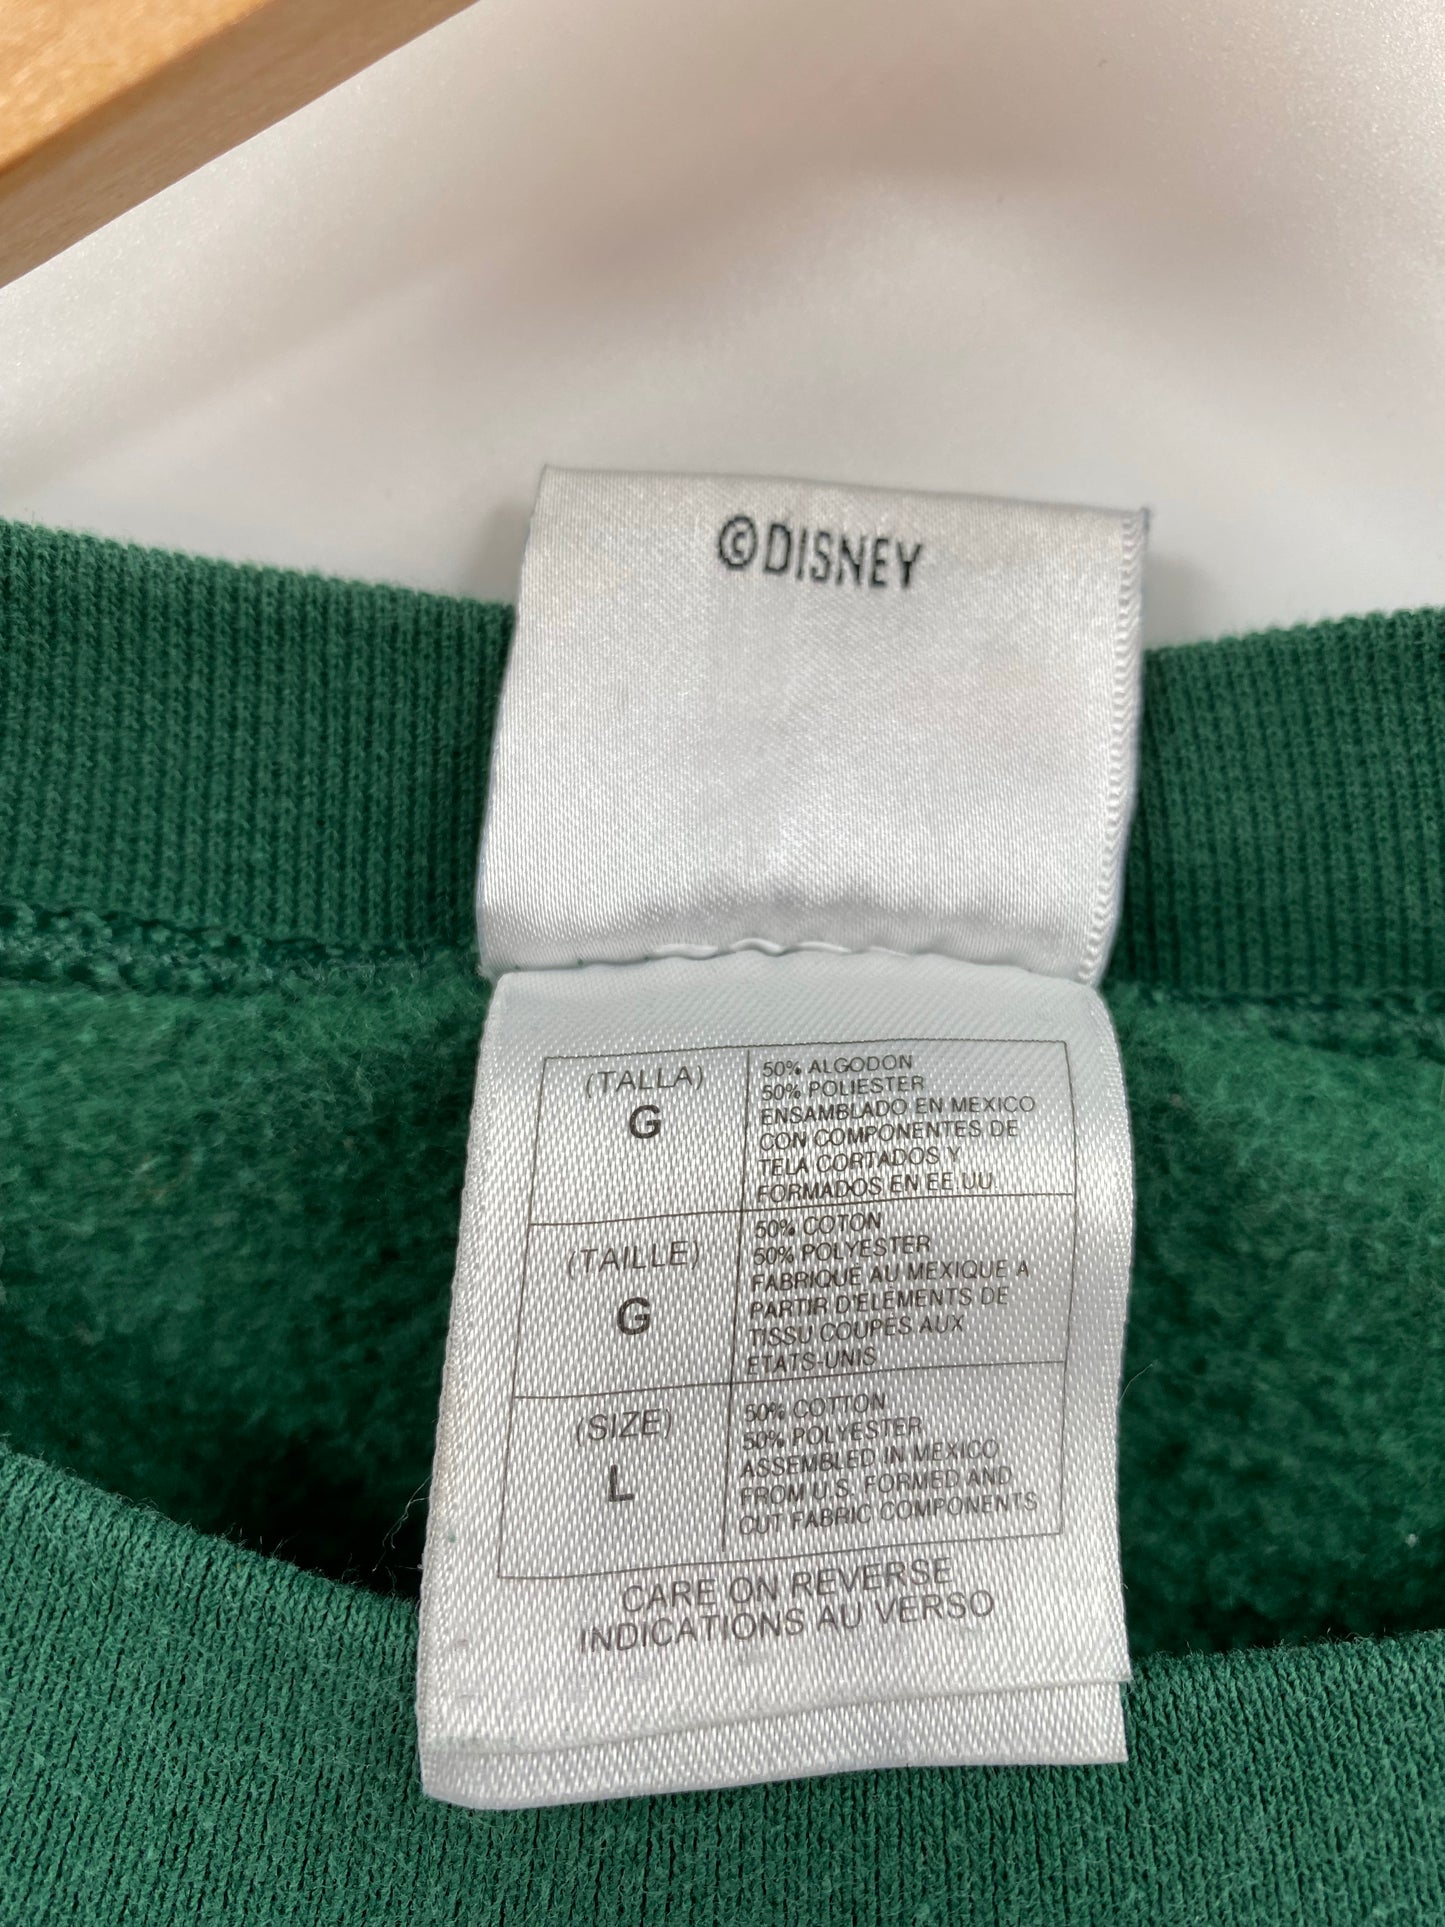 ©DISNEY
(TALLA)
G
50% ALGODON
50% POLIESTER
ENSAMBLADO EN MEXICO
CON COMPONENTES DE
TELA CORTADOS Y
FORMADOS EN EE.UU.
(TAILLE)
G
50% COTON
50% POLYESTER
FABRIQUE AU MEXIQUE A
PARTIR D'ELEMENTS DE
TISSU COUPES AUX
ETATS-UNIS
(SIZE)
L
50% COTTON
50% POLYESTER
ASSEMBLED IN MEXICO
FROM U.S. FORMED AND
CUT FABRIC COMPONENTS
CARE ON REVERSE
INDICATIONS AU VERSO